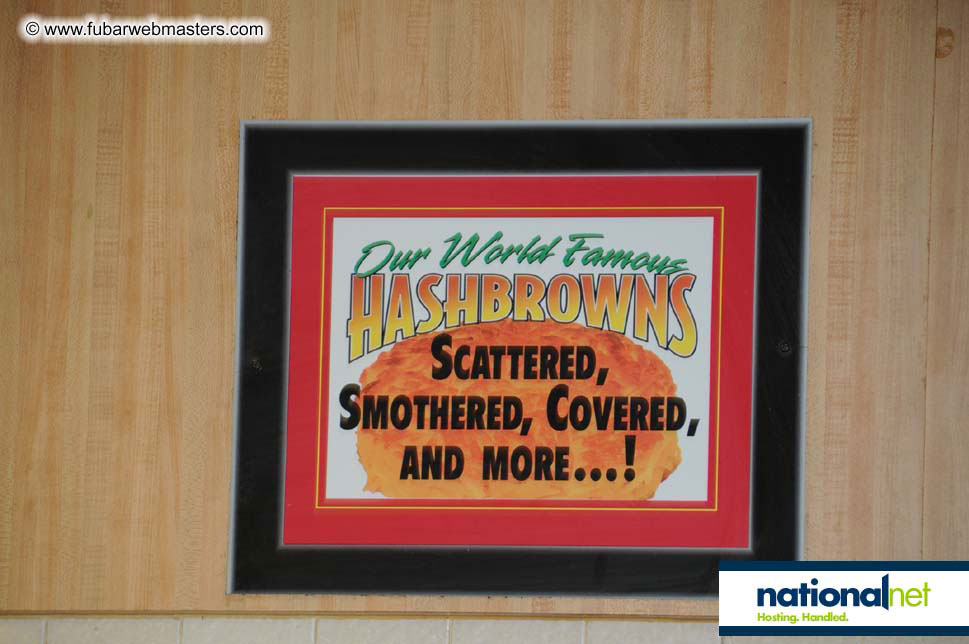 © www.fubarwebmasters.com
Our World Famous
HASHBROWNS
SCATTERED,
SMOTHERED, COVERED,
AND MORE...!
nationalnet
Hosting. Handled.